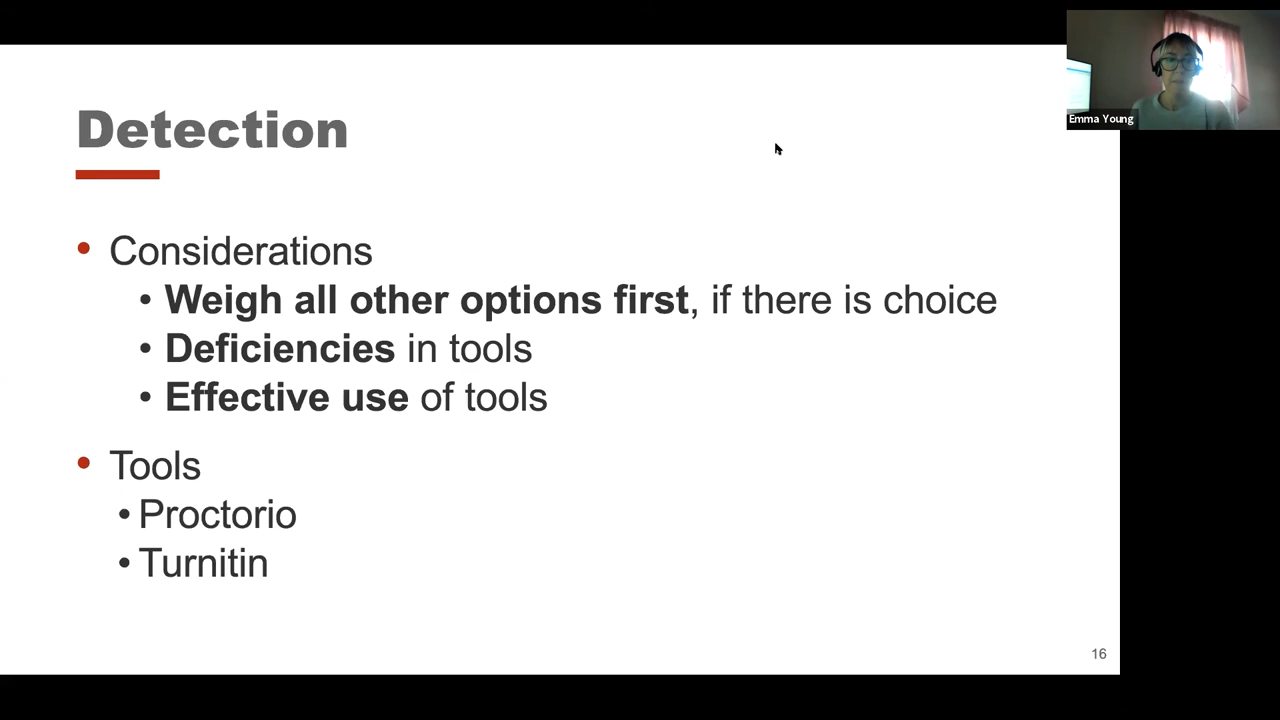 Detection
• Considerations
• Weigh all other options first, if there is choice
• Deficiencies in tools
• Effective use of tools
• Tools
• Proctorio
• Turnitin
16
Emma Young